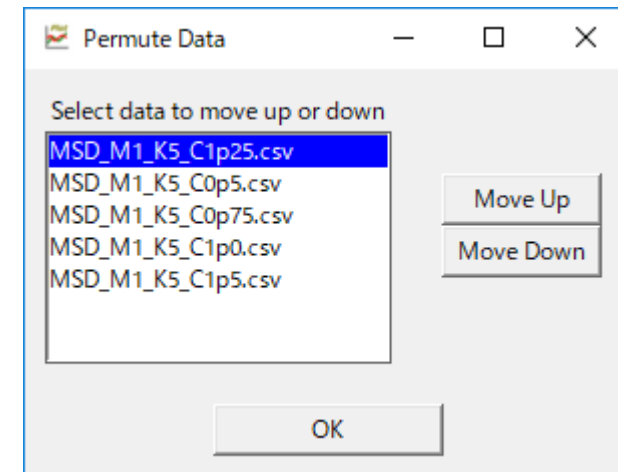 Permute Data
Select data to move up or down
MSD_M1_K5_C1p25.csv
MSD_M1_K5_C0p5.csv
MSD_M1_K5_C0p75.csv
MSD_M1_K5_C1p0.csv
MSD_M1_K5_C1p5.csv
Move Up
Move Down
OK